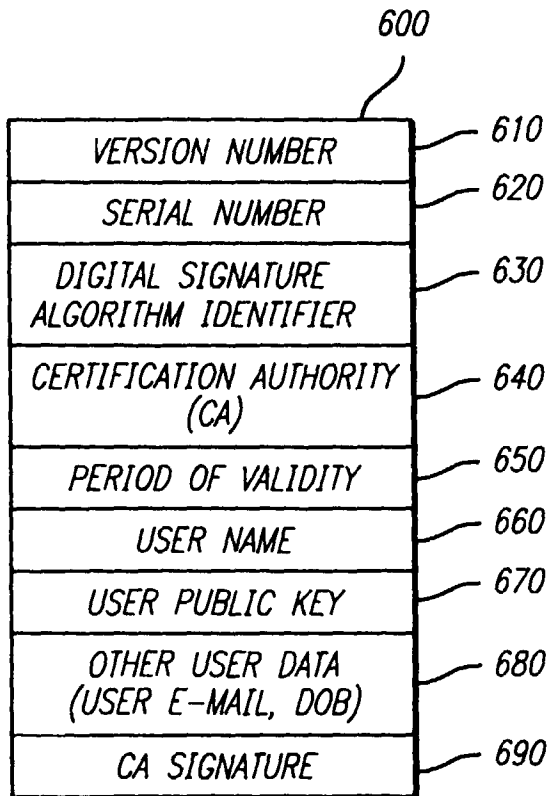 600
VERSION NUMBER 610
SERIAL NUMBER 620
DIGITAL SIGNATURE
ALGORITHM IDENTIFIER 630
CERTIFICATION AUTHORITY
(CA) 640
PERIOD OF VALIDITY 650
USER NAME 660
USER PUBLIC KEY 670
OTHER USER DATA
(USER E-MAIL, DOB) 680
CA SIGNATURE 690